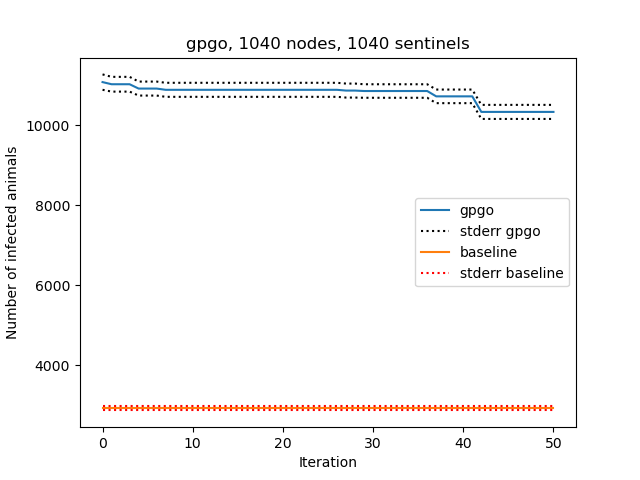 gpgo, 1040 nodes, 1040 sentinels
Number of infected animals
10000
8000
6000
4000
gpgo
stderr gpgo
baseline
stderr baseline
0 10 20 30 40 50
Iteration